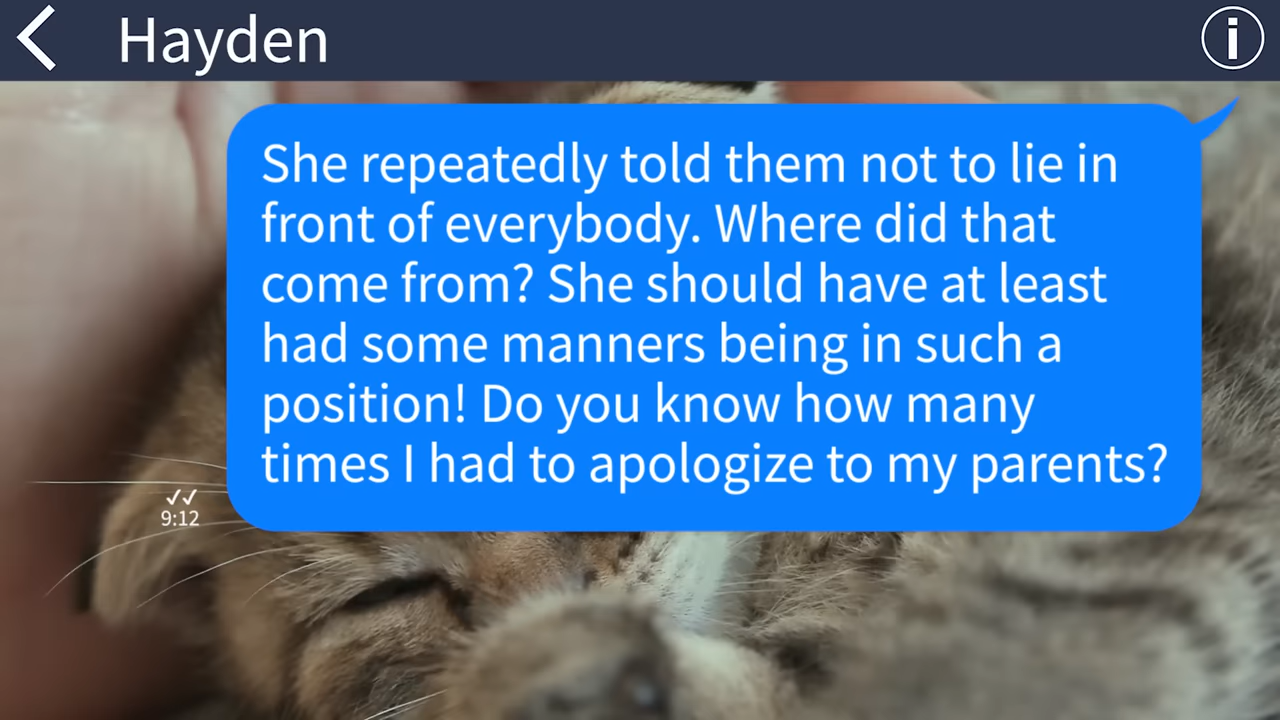 Hayden
She repeatedly told them not to lie in
front of everybody. Where did that
come from? She should have at least
had some manners being in such a
position! Do you know how many
times I had to apologize to my parents?
9:12